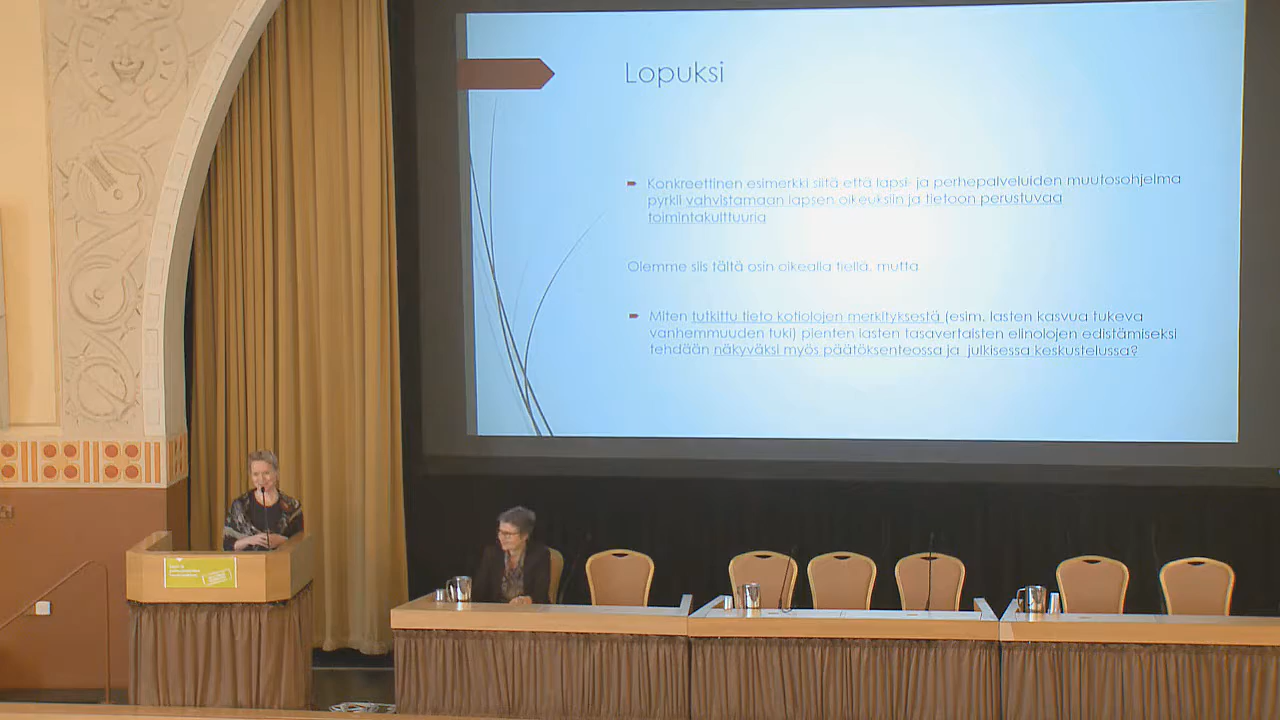 Lopuksi
Konkreettinen esimerkki siitä että lapsi- ja perhepalveluiden muutosohjelma
pyrkii vahvistamaan lapsen oikeuksiin ja tietoon perustuvaa
toimintakulttuuria
Olemme siis tältä osin oikealla tiellä, mutta
Miten tutkittu tieto kotiolojen merkityksestä (esim. lasten kasvua tukeva
vanhemmuuden tuki) pienten lasten tasavertaisten elinolojen edistämiseksi
tehdään näkyväksi myös päätöksenteossa ja julkisessa keskustelussa?